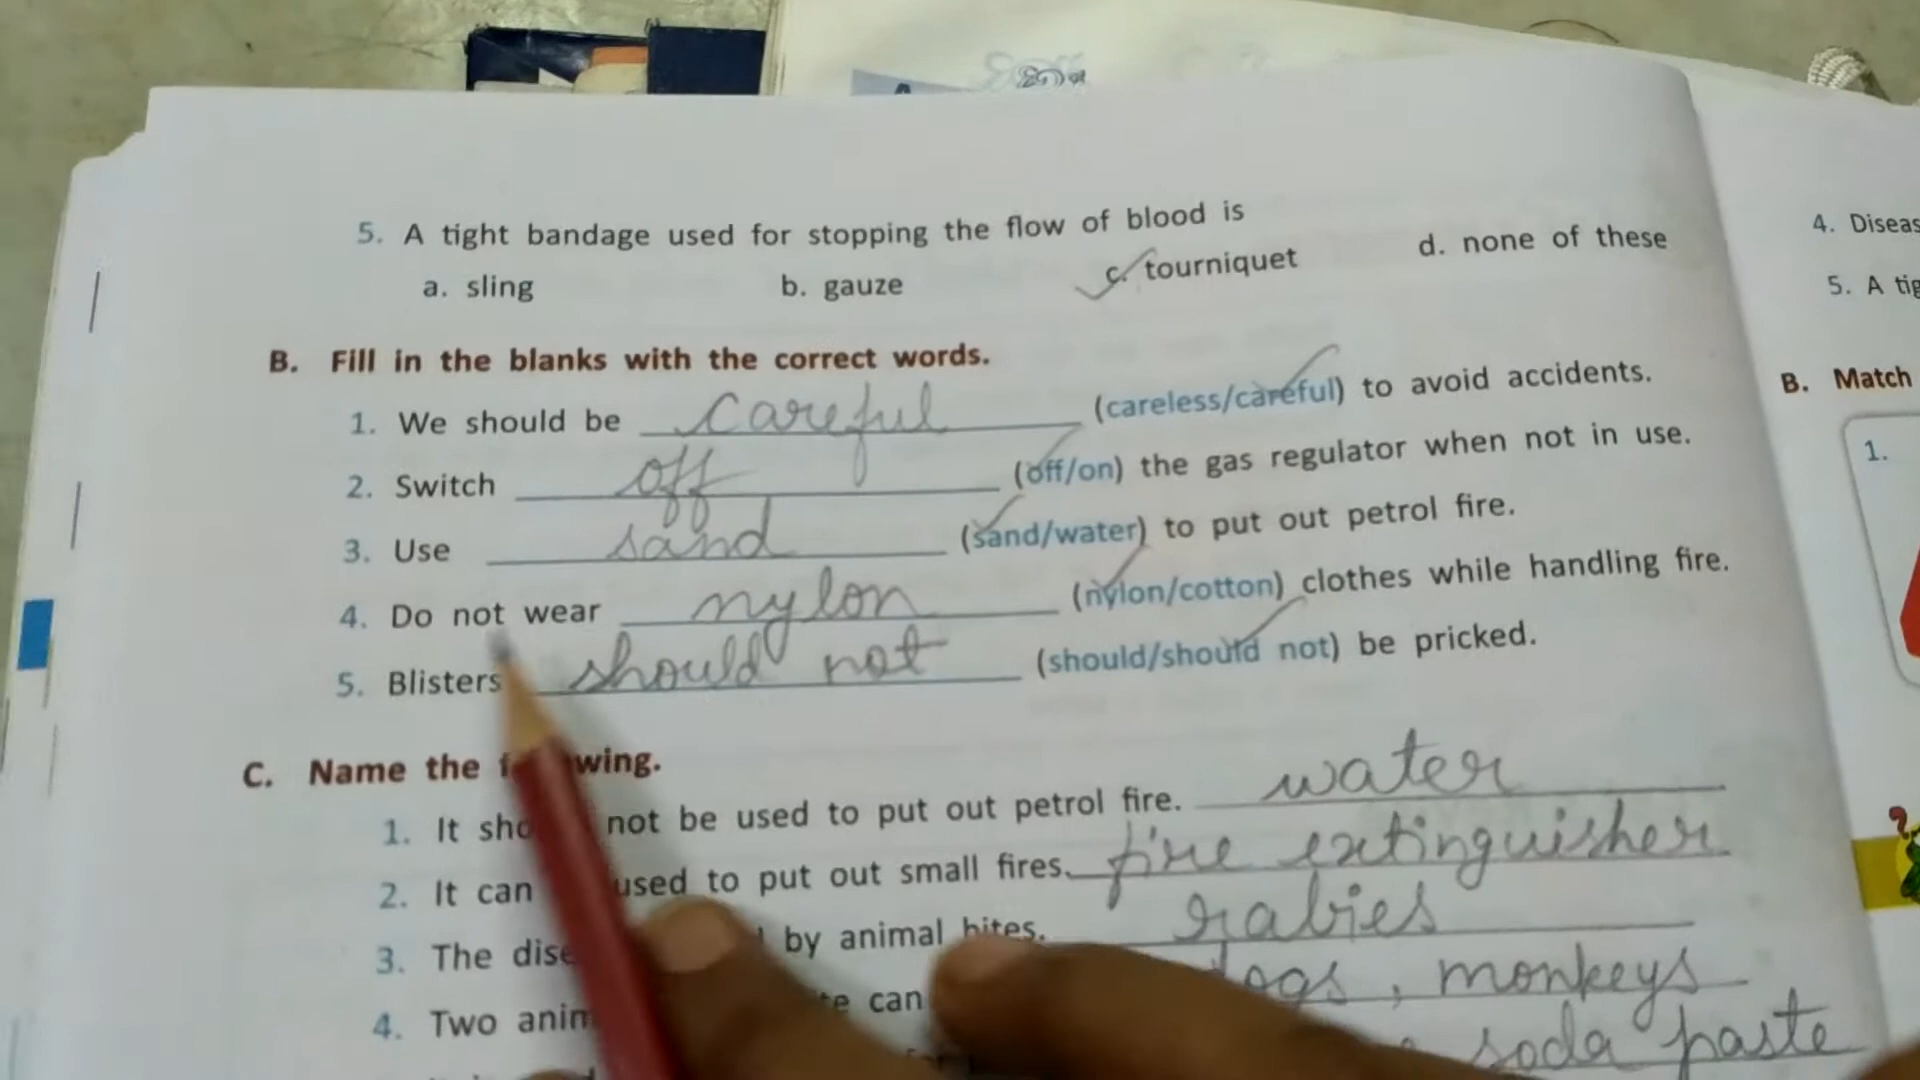 5. A tight bandage used for stopping the flow of blood is
a. sling b. gauze c. tourniquet d. none of these
B. Fill in the blanks with the correct words.
1. We should be careful (careless/careful) to avoid accidents.
2. Switch off (off/on) the gas regulator when not in use.
3. Use sand (sand/water) to put out petrol fire.
4. Do not wear nylon (nylon/cotton) clothes while handling fire.
5. Blisters should not (should/should not) be pricked.
C. Name the wing.
1. It not be used to put out petrol fire. water
2. It can used to put out small fires. fire extinguisher
3. The by animal bites. rabies
4. Two can monkeys
soda paste
4.
5. A
B. Match
1.